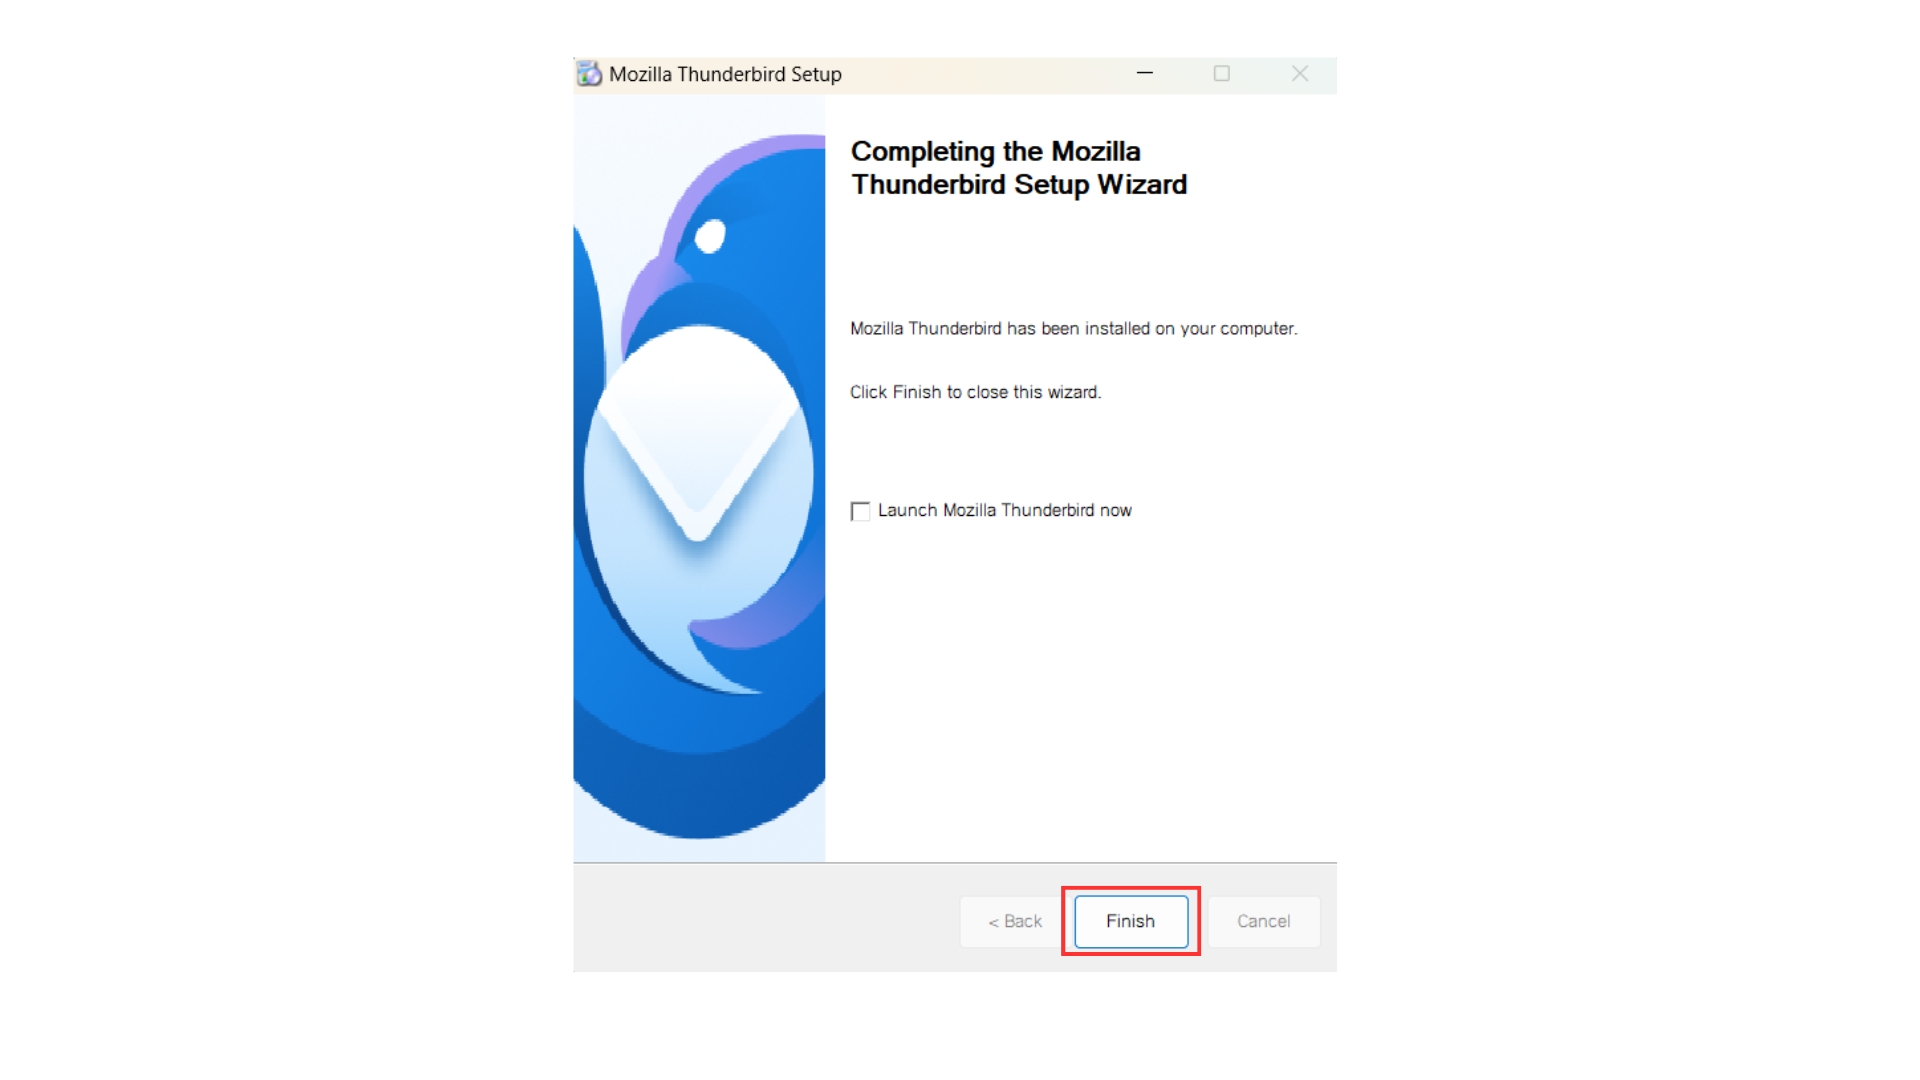 Mozilla Thunderbird Setup
Completing the Mozilla
Thunderbird Setup Wizard
Mozilla Thunderbird has been installed on your computer.
Click Finish to close this wizard.
Launch Mozilla Thunderbird now
< Back
Finish
Cancel